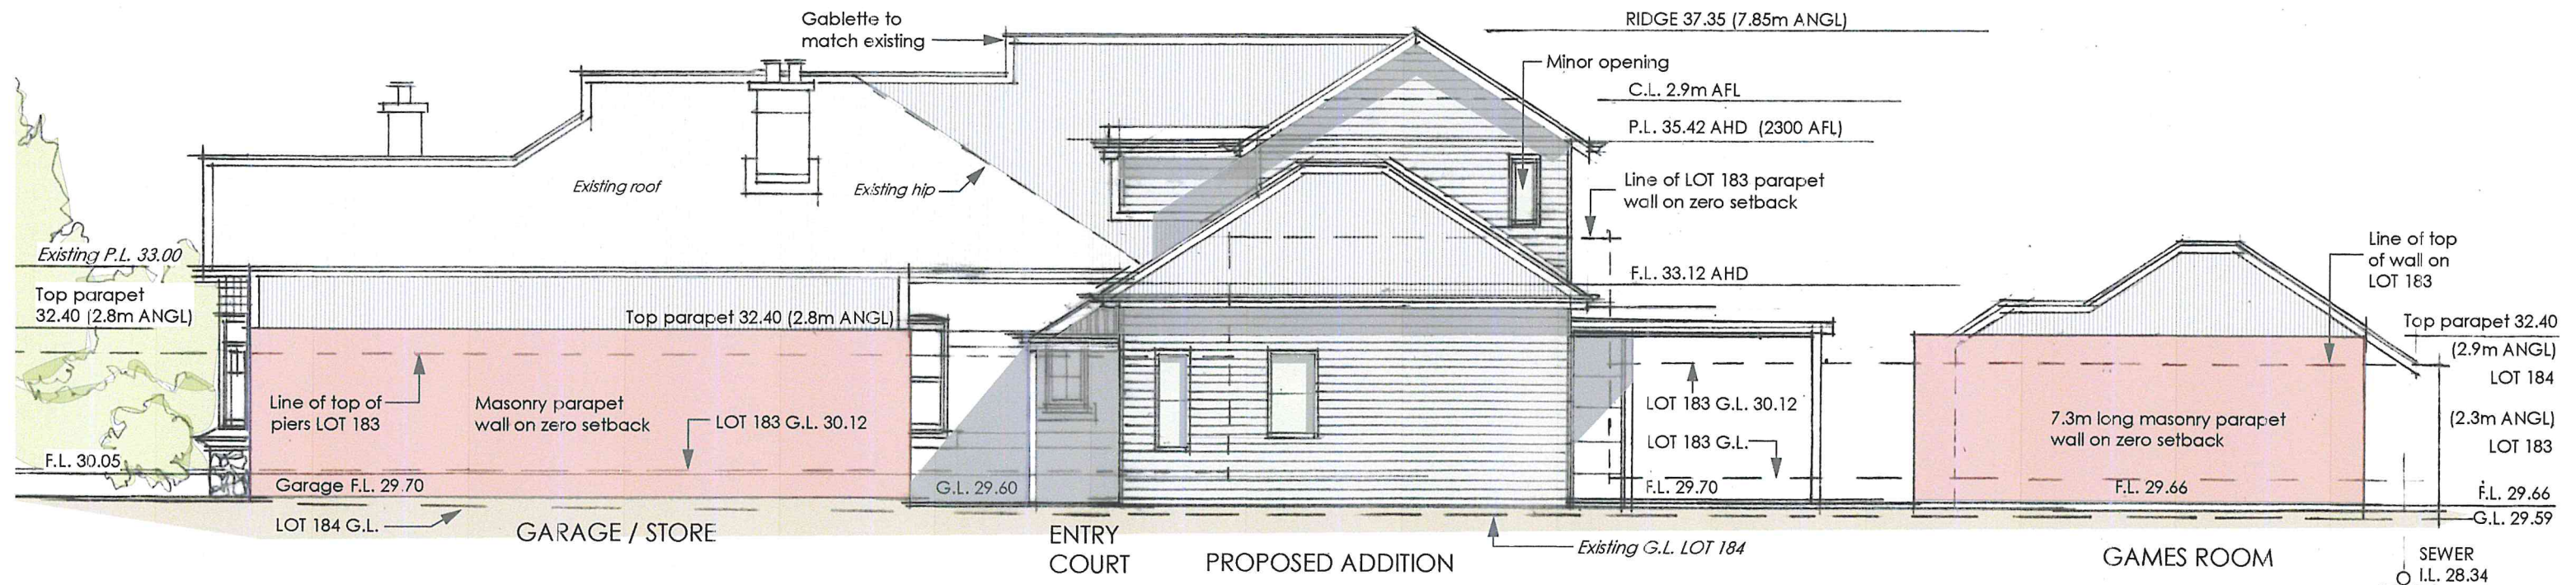 Gablette to
match existing
RIDGE 37.35 (7.85m ANGL)
Minor opening
C.L. 2.9m AFL
P.L. 35.42 AHD (2300 AFL)
Existing roof
Existing hip
Line of LOT 183 parapet
wall on zero setback
Existing P.L. 33.00
F.L. 33.12 AHD
Line of top
of wall on
LOT 183
Top parapet
32.40 (2.8m ANGL)
Top parapet 32.40 (2.8m ANGL)
Top parapet 32.40
(2.9m ANGL)
LOT 184
(2.3m ANGL)
LOT 183
Line of top of
piers LOT 183
Masonry parapet
wall on zero setback
LOT 183 G.L. 30.12
LOT 183 G.L. 30.12
LOT 183 G.L.
7.3m long masonry parapet
wall on zero setback
F.L. 30.05
Garage F.L. 29.70
G.L. 29.60
F.L. 29.70
F.L. 29.66
F.L. 29.66
G.L. 29.59
LOT 184 G.L.
GARAGE / STORE
ENTRY
COURT
PROPOSED ADDITION
Existing G.L. LOT 184
GAMES ROOM
SEWER
I.L. 28.34